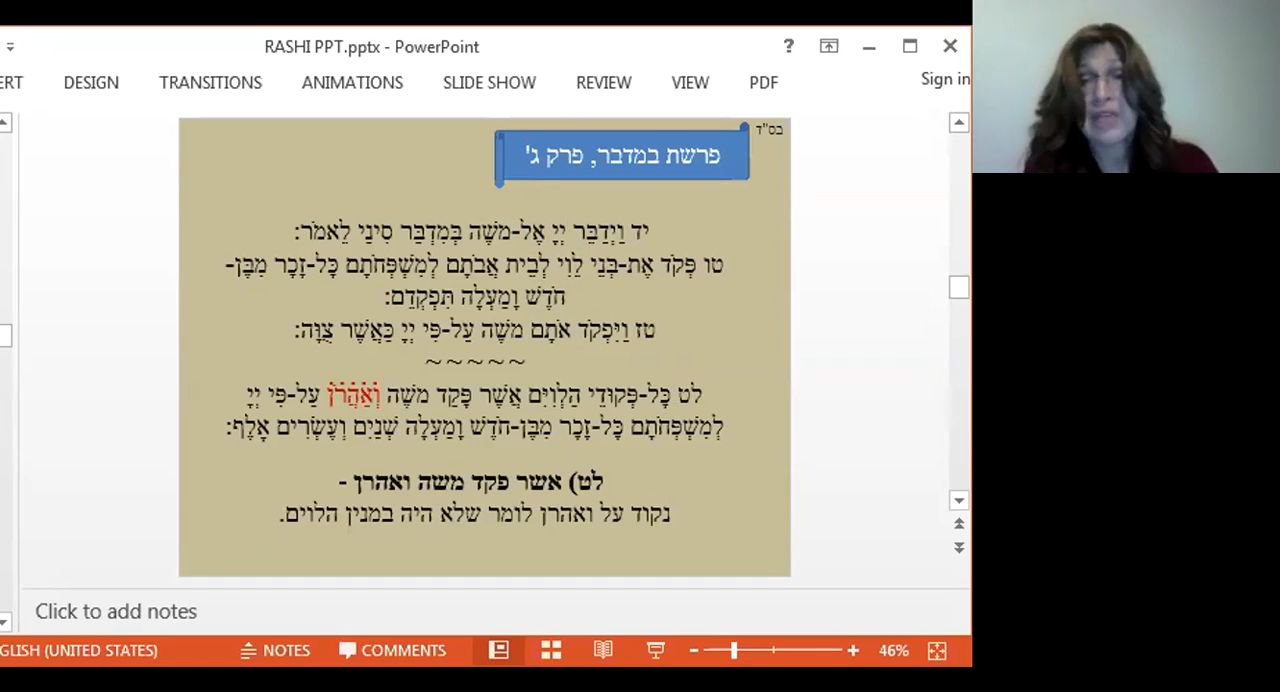 RASHI PPT.pptx - PowerPoint
?
ERT DESIGN TRANSITIONS ANIMATIONS SLIDE SHOW REVIEW VIEW PDF Sign in
בס"ד
פרשת במדבר, פרק ג'
יד וַיְדַבֵּר יְיָ אֶל-מֹשֶׁה בְּמִדְבַּר סִינַי לֵאמֹר:
טו פְּקֹד אֶת-בְּנֵי לֵוִי לְבֵית אֲבֹתָם לְמִשְׁפְּחֹתָם כָּל-זָכָר מִבֶּן-
חֹדֶשׁ וָמַעְלָה תִּפְקְדֵם:
טז וַיִּפְקֹד אֹתָם מֹשֶׁה עַל-פִּי יְיָ כַּאֲשֶׁר צֻוָּה:
~~~~~
לט כָּל-פְּקוּדֵי הַלְוִיִּם אֲשֶׁר פָּקַד מֹשֶׁה וְׄאַׄהֲׄרֹׄןׄ עַל-פִּי יְיָ
לְמִשְׁפְּחֹתָם כָּל-זָכָר מִבֶּן-חֹדֶשׁ וָמַעְלָה שְׁנַיִם וְעֶשְׂרִים אָלֶף:
לט) אשר פקד משה ואהרן -
נקוד על ואהרן לומר שלא היה במנין הלוים.
Click to add notes
GLISH (UNITED STATES) NOTES COMMENTS 46%